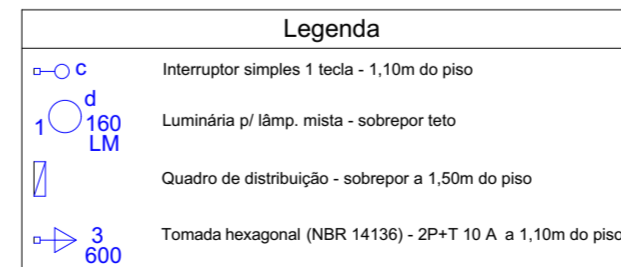 Legenda
c
Interruptor simples 1 tecla - 1,10m do piso
d
1
160
LM
Luminária p/ lâmp. mista - sobrepor teto
Quadro de distribuição - sobrepor a 1,50m do piso
3
600
Tomada hexagonal (NBR 14136) - 2P+T 10 A a 1,10m do piso